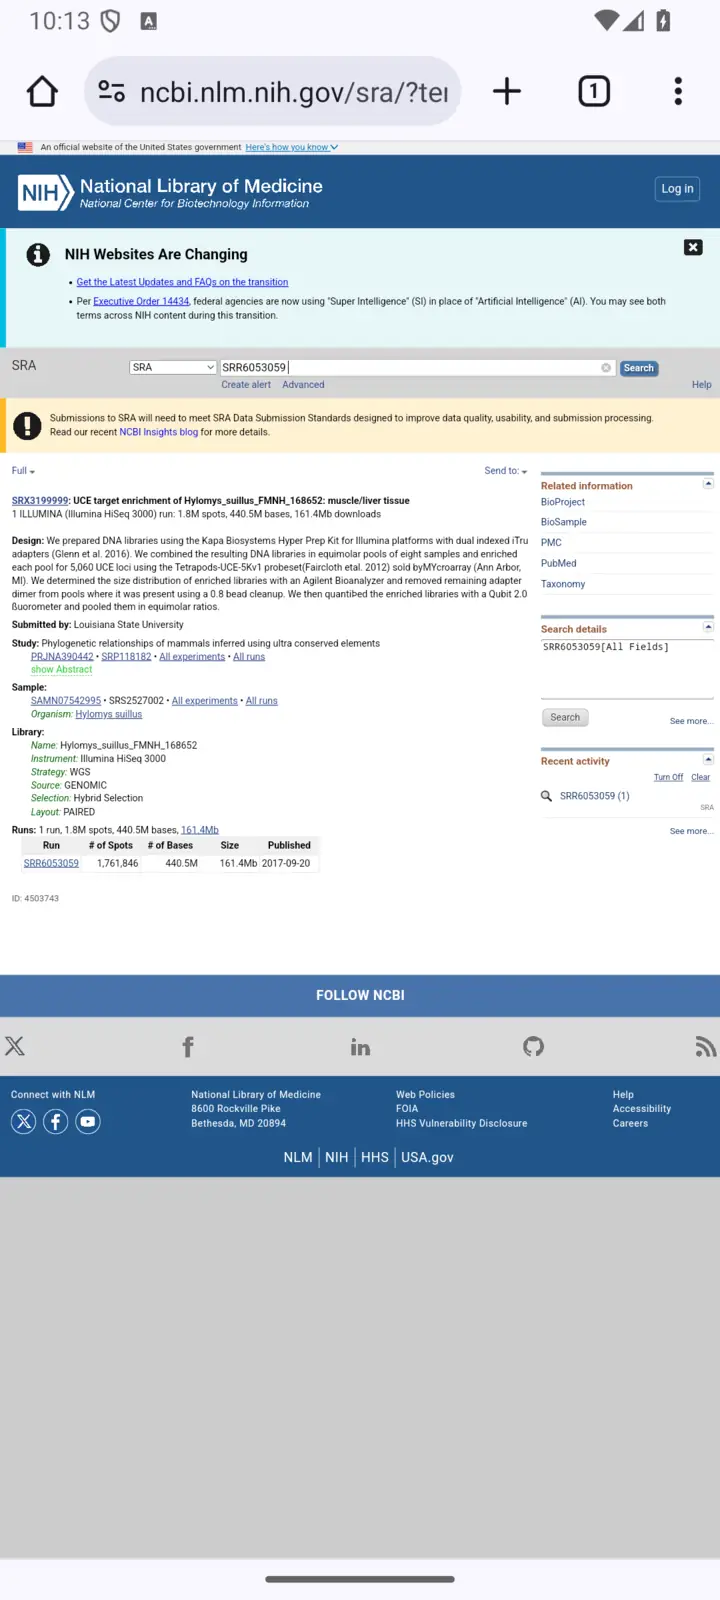 10:13
ncbi.nlm.nih.gov/sra/?ter
1
An official website of the United States government Here's how you know
NIH National Library of Medicine
National Center for Biotechnology Information
Log in
NIH Websites Are Changing
• Get the Latest Updates and FAQs on the transition
• Per Executive Order 14434, federal agencies are now using "Super Intelligence" (SI) in place of "Artificial Intelligence" (AI). You may see both
terms across NIH content during this transition.
SRA
SRA
SRR6053059
Search
Create alert Advanced
Help
Submissions to SRA will need to meet SRA Data Submission Standards designed to improve data quality, usability, and submission processing.
Read our recent NCBI Insights blog for more details.
Full
Send to:
SRX3199999: UCE target enrichment of Hylomys_suillus_FMNH_168652: muscle/liver tissue
1 ILLUMINA (Illumina HiSeq 3000) run: 1.8M spots, 440.5M bases, 161.4Mb downloads
Design: We prepared DNA libraries using the Kapa Biosystems Hyper Prep Kit for Illumina platforms with dual indexed iTru
adapters (Glenn et al. 2016). We combined the resulting DNA libraries in equimolar pools of eight samples and enriched
each pool for 5,060 UCE loci using the Tetrapods-UCE-5Kv1 probeset(Faircloth etal. 2012) sold byMYcroarray (Ann Arbor,
MI). We determined the size distribution of enriched libraries with an Agilent Bioanalyzer and removed remaining adapter
dimer from pools where it was present using a 0.8 bead cleanup. We then quantiÞed the enriched libraries with a Qubit 2.0
ßuorometer and pooled them in equimolar ratios.
Submitted by: Louisiana State University
Study: Phylogenetic relationships of mammals inferred using ultra conserved elements
PRJNA390442 • SRP118182 • All experiments • All runs
show Abstract
Sample:
SAMN07542995 • SRS2527002 • All experiments • All runs
Organism: Hylomys suillus
Library:
Name: Hylomys_suillus_FMNH_168652
Instrument: Illumina HiSeq 3000
Strategy: WGS
Source: GENOMIC
Selection: Hybrid Selection
Layout: PAIRED
Runs: 1 run, 1.8M spots, 440.5M bases, 161.4Mb
Run # of Spots # of Bases Size Published
SRR6053059 1,761,846 440.5M 161.4Mb 2017-09-20
ID: 4503743
Related information
BioProject
BioSample
PMC
PubMed
Taxonomy
Search details
SRR6053059[All Fields]
Search
See more...
Recent activity
Turn Off Clear
SRR6053059 (1)
SRA
See more...
FOLLOW NCBI
Connect with NLM
National Library of Medicine
8600 Rockville Pike
Bethesda, MD 20894
Web Policies
FOIA
HHS Vulnerability Disclosure
Help
Accessibility
Careers
NLM NIH HHS USA.gov